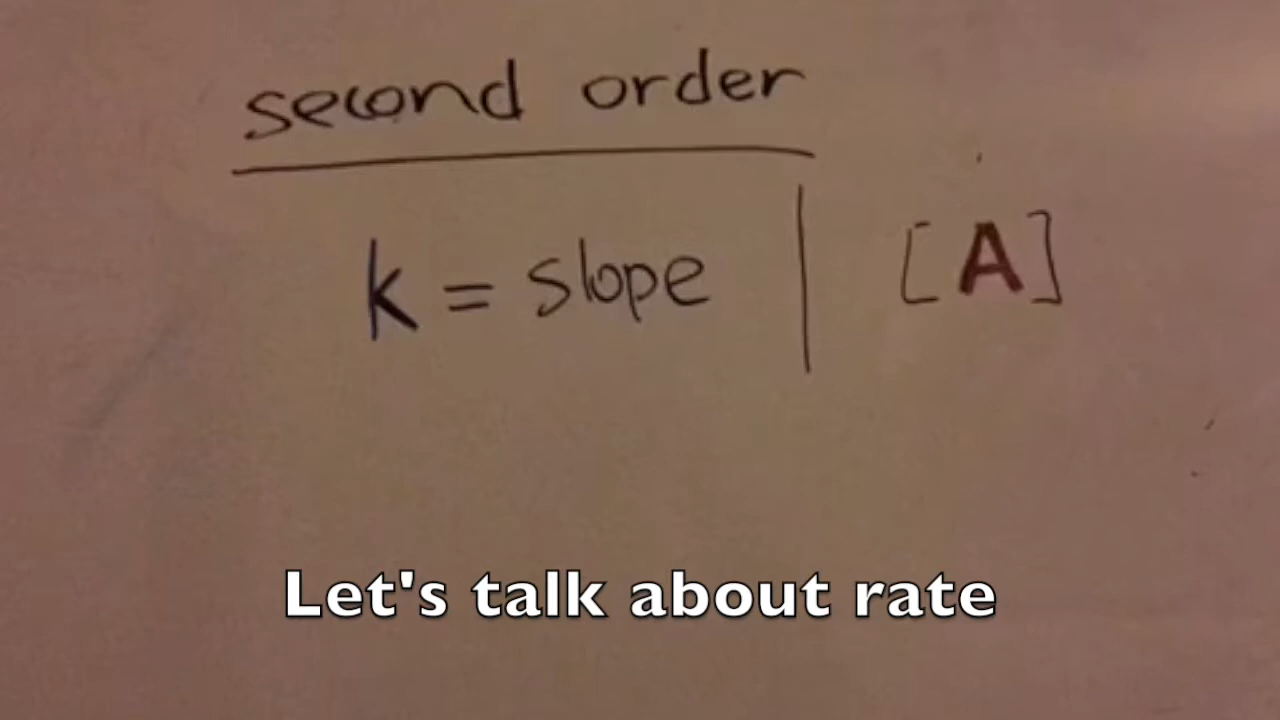 second order
k = slope | [A]
Let's talk about rate